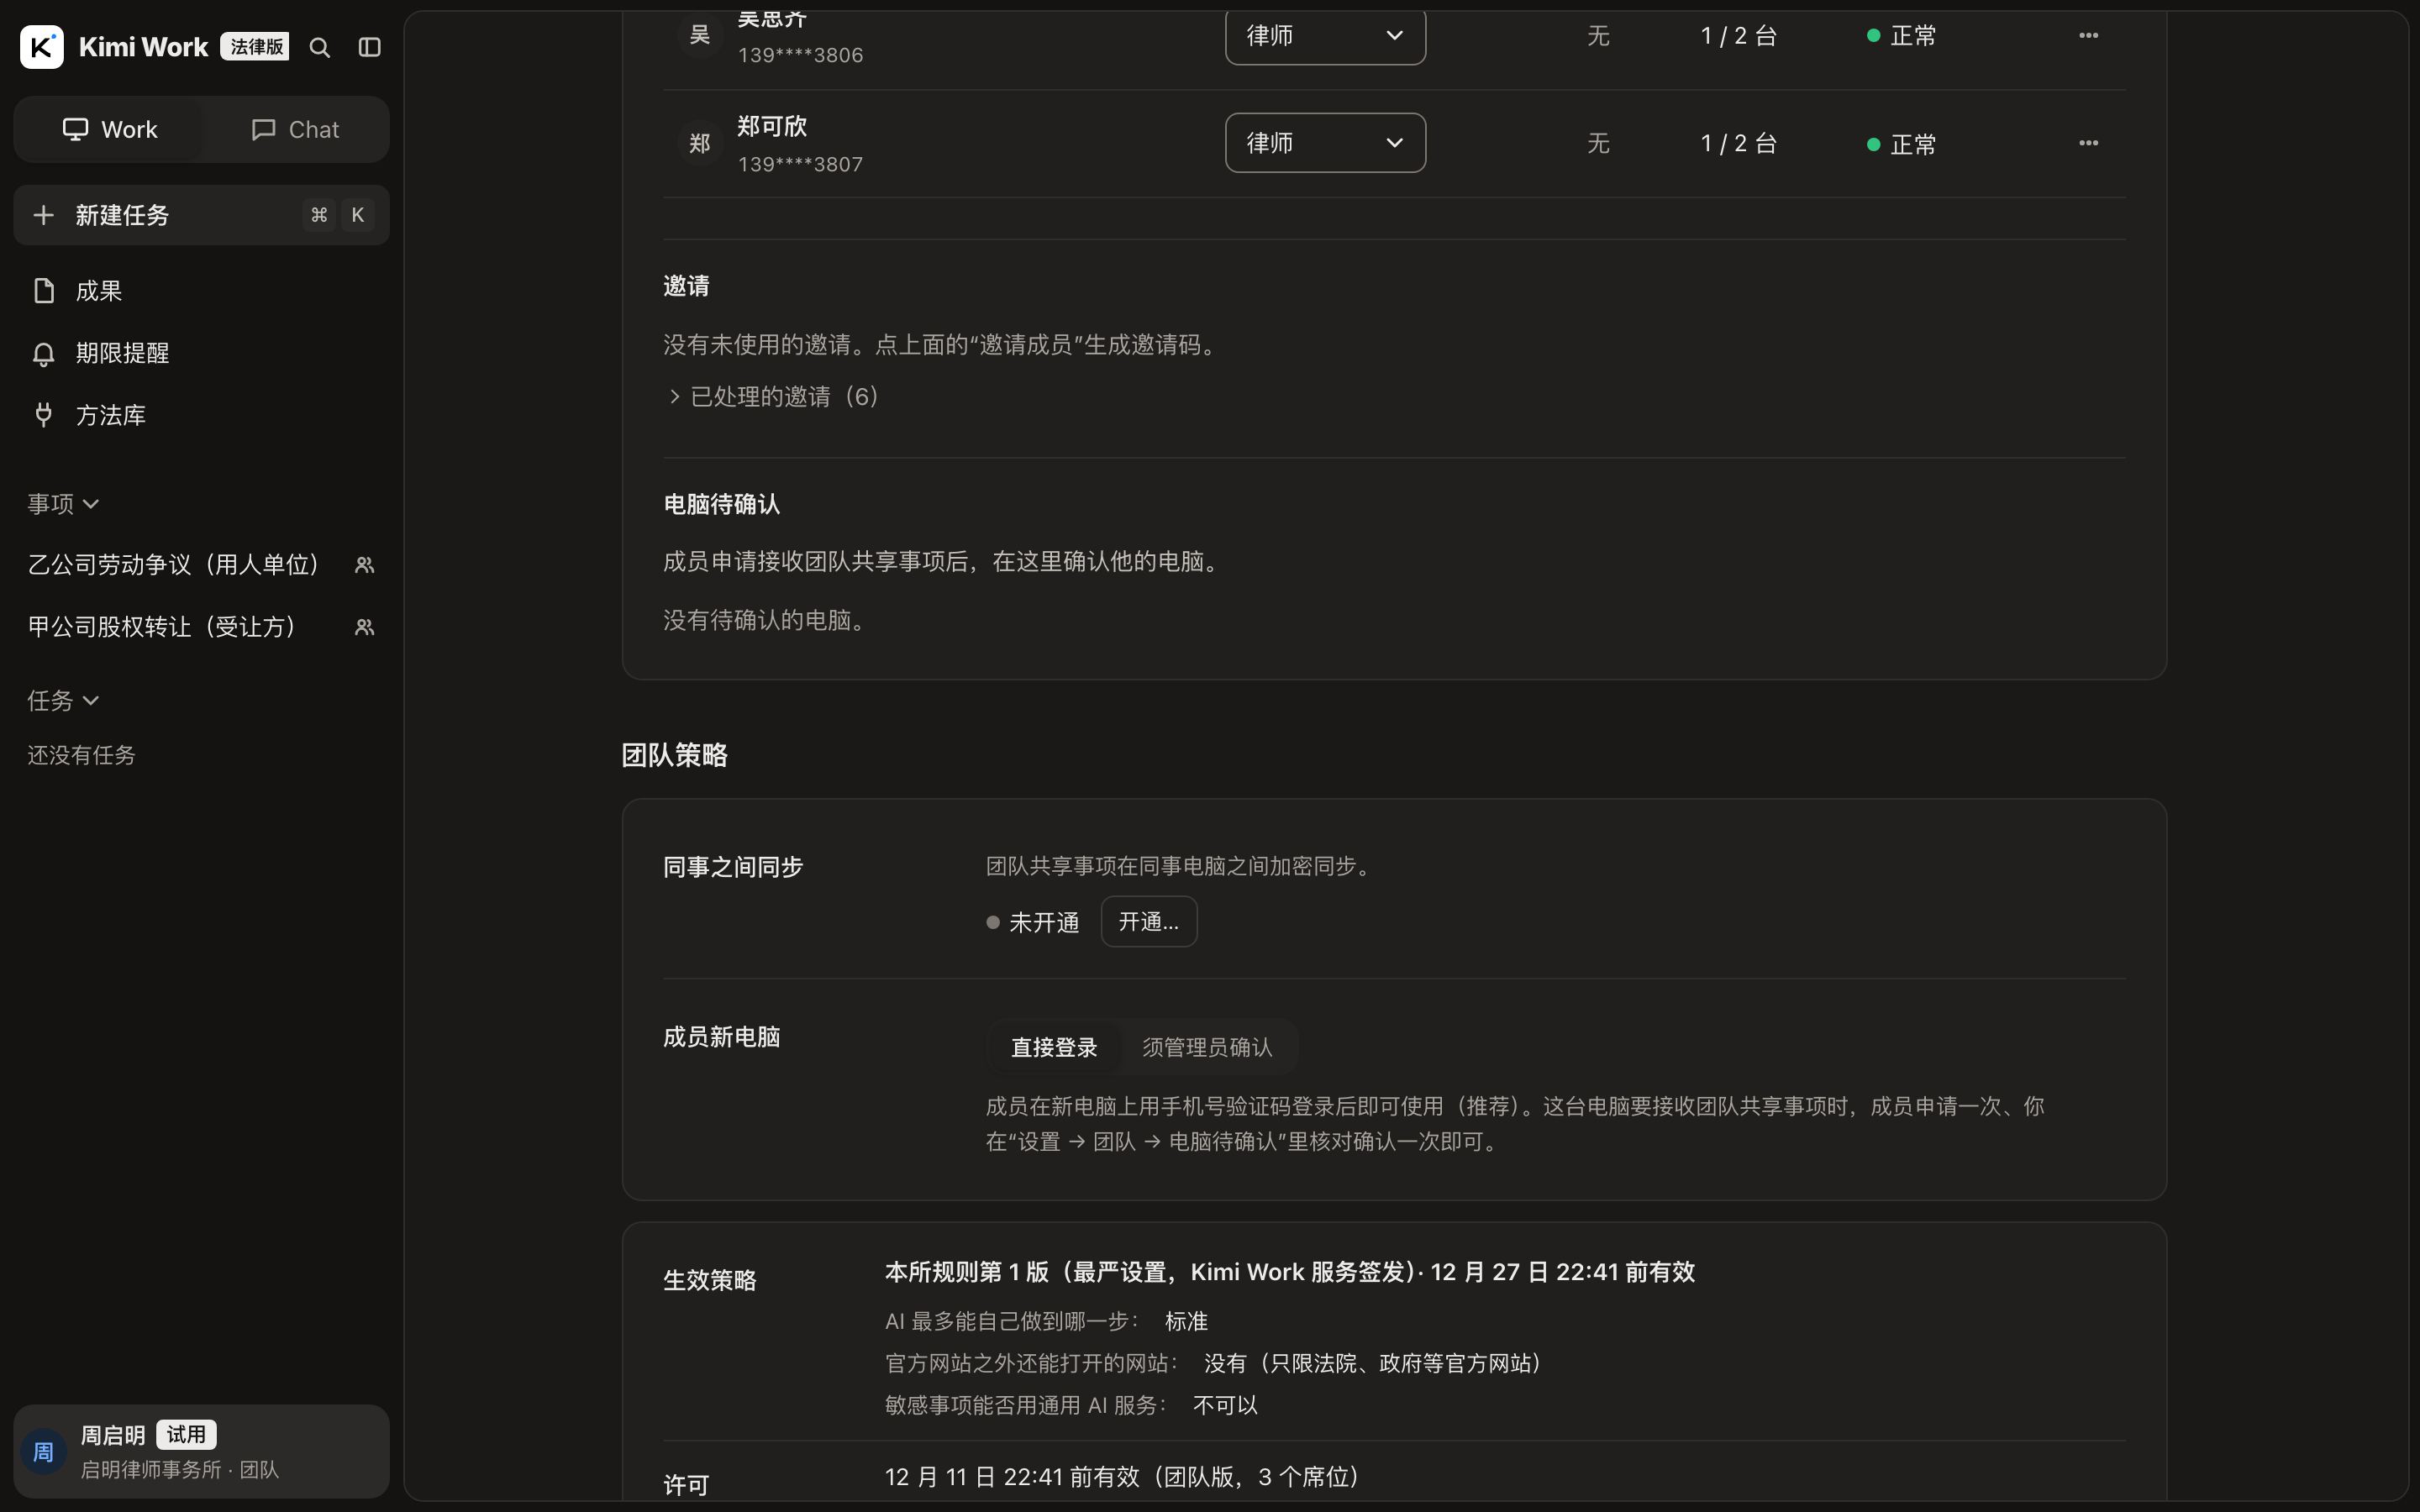 Kimi Work 法律版
Work
Chat
新建任务 ⌘ K
成果
期限提醒
方法库
事项
乙公司劳动争议（用人单位）
甲公司股权转让（受让方）
任务
还没有任务
周 周启明 试用
启明律师事务所 · 团队
吴 吴思齐 律师 无 1 / 2 台 正常
139****3806
郑 郑可欣 律师 无 1 / 2 台 正常
139****3807
邀请
没有未使用的邀请。点上面的“邀请成员”生成邀请码。
已处理的邀请（6）
电脑待确认
成员申请接收团队共享事项后，在这里确认他的电脑。
没有待确认的电脑。
团队策略
同事之间同步 团队共享事项在同事电脑之间加密同步。
未开通 开通...
成员新电脑 直接登录 须管理员确认
成员在新电脑上用手机号验证码登录后即可使用（推荐）。这台电脑要接收团队共享事项时，成员申请一次、你
在“设置 → 团队 → 电脑待确认”里核对确认一次即可。
生效策略 本所规则第 1 版（最严设置，Kimi Work 服务签发）· 12 月 27 日 22:41 前有效
AI 最多能自己做到哪一步： 标准
官方网站之外还能打开的网站： 没有（只限法院、政府等官方网站）
敏感事项能否用通用 AI 服务： 不可以
许可 12 月 11 日 22:41 前有效（团队版，3 个席位）